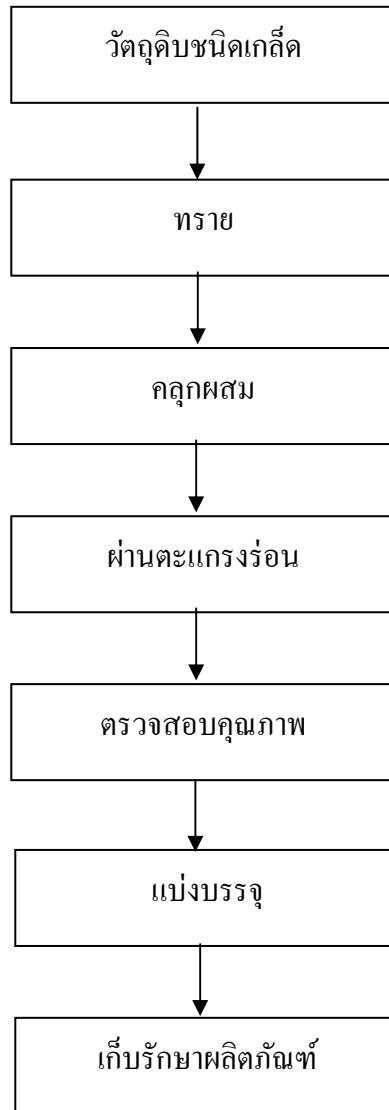 วัตถุดิบชนิดเกล็ด
ทราย
คลุกผสม
ผ่านตะแกรงร่อน
ตรวจสอบคุณภาพ
แบ่งบรรจุ
เก็บรักษาผลิตภัณฑ์